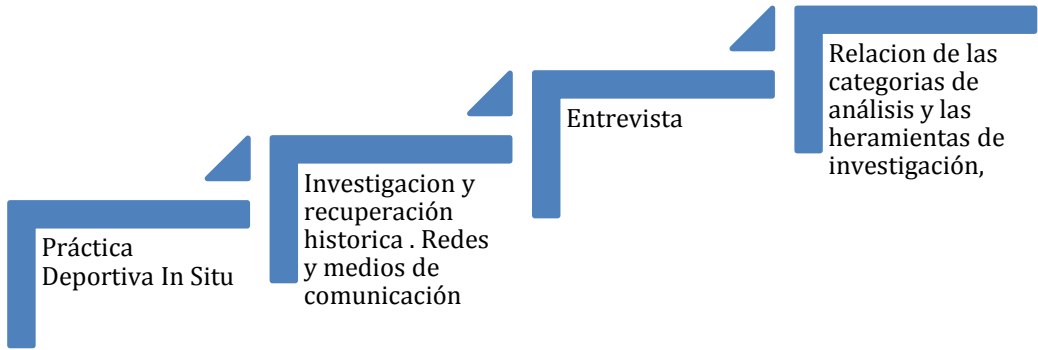 Práctica
Deportiva In Situ
Investigacion y
recuperación
historica . Redes
y medios de
comunicación
Entrevista
Relacion de las
categorias de
análisis y las
heramientas de
investigación,